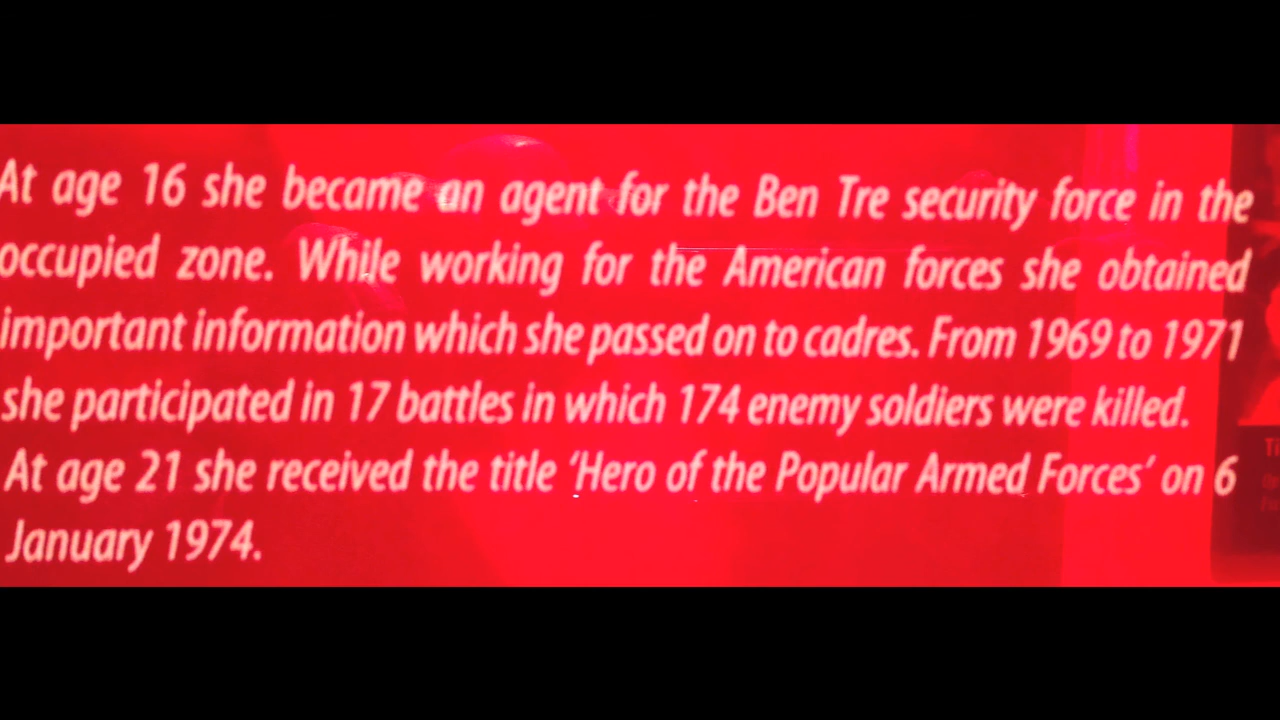 At age 16 she became an agent for the Ben Tre security force in the
occupied zone. While working for the American forces she obtained
important information which she passed on to cadres. From 1969 to 1971
she participated in 17 battles in which 174 enemy soldiers were killed.
At age 21 she received the title ‘Hero of the Popular Armed Forces’ on 6
January 1974.